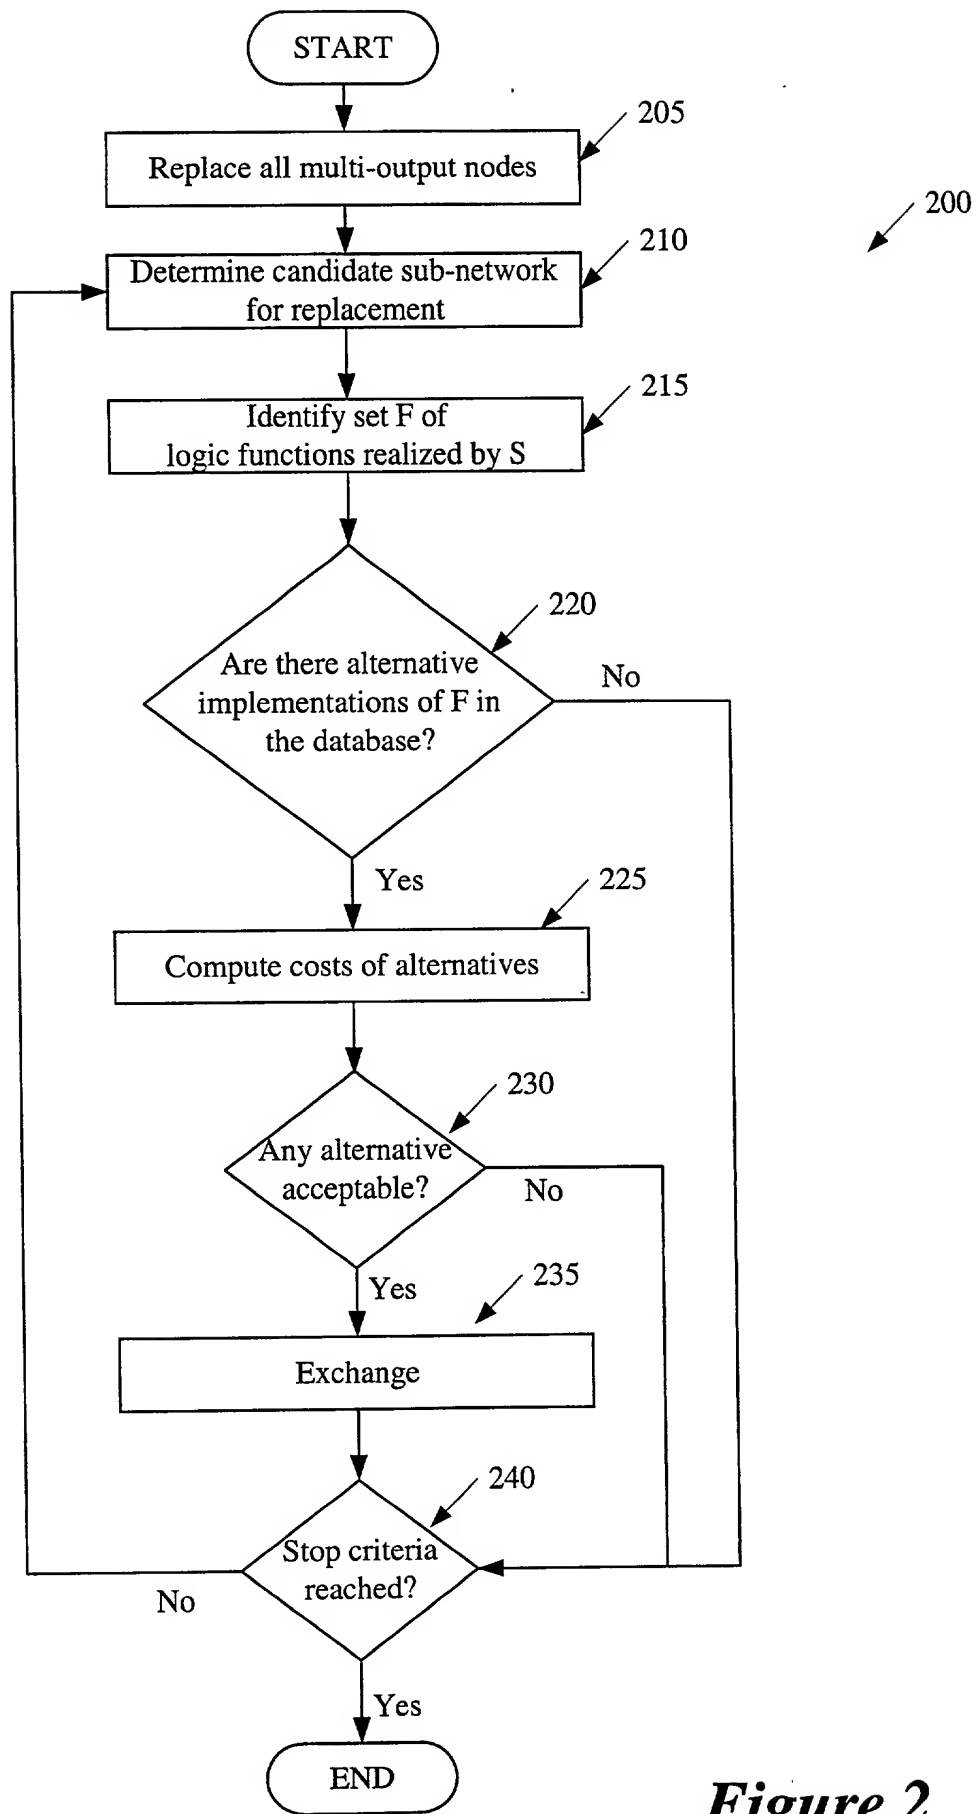 START
205
Replace all multi-output nodes
200
210
Determine candidate sub-network
for replacement
215
Identify set F of
logic functions realized by S
220
Are there alternative
implementations of F in
the database?
No
Yes
225
Compute costs of alternatives
230
Any alternative
acceptable?
No
Yes
235
Exchange
240
Stop criteria
reached?
No
Yes
END
Figure 2